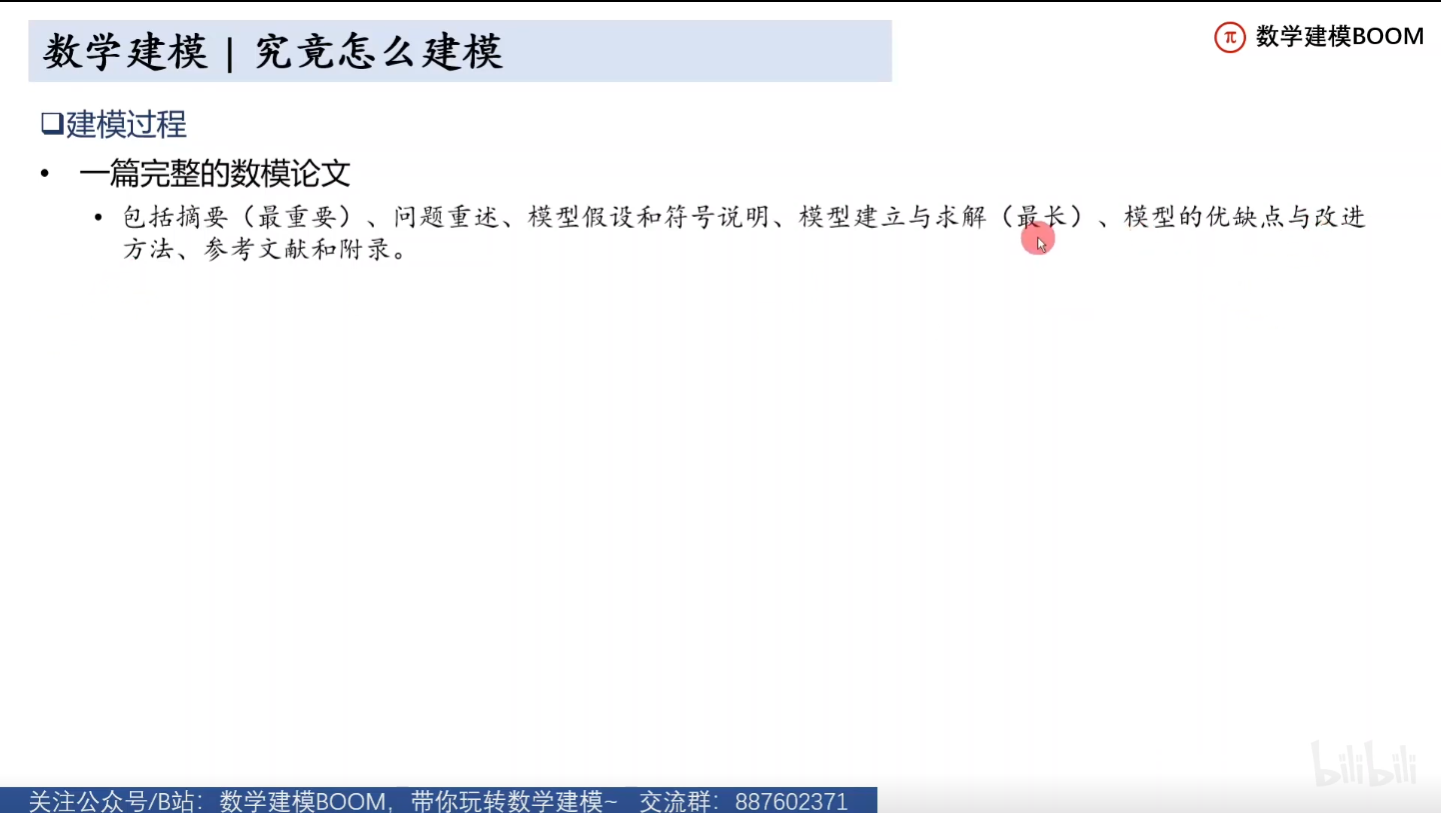 数学建模 | 究竟怎么建模
π 数学建模BOOM
❑建模过程
• 一篇完整的数模论文
• 包括摘要（最重要）、问题重述、模型假设和符号说明、模型建立与求解（最长）、模型的优缺点与改进
方法、参考文献和附录。
bilibili
关注公众号/B站：数学建模BOOM，带你玩转数学建模~ 交流群：887602371